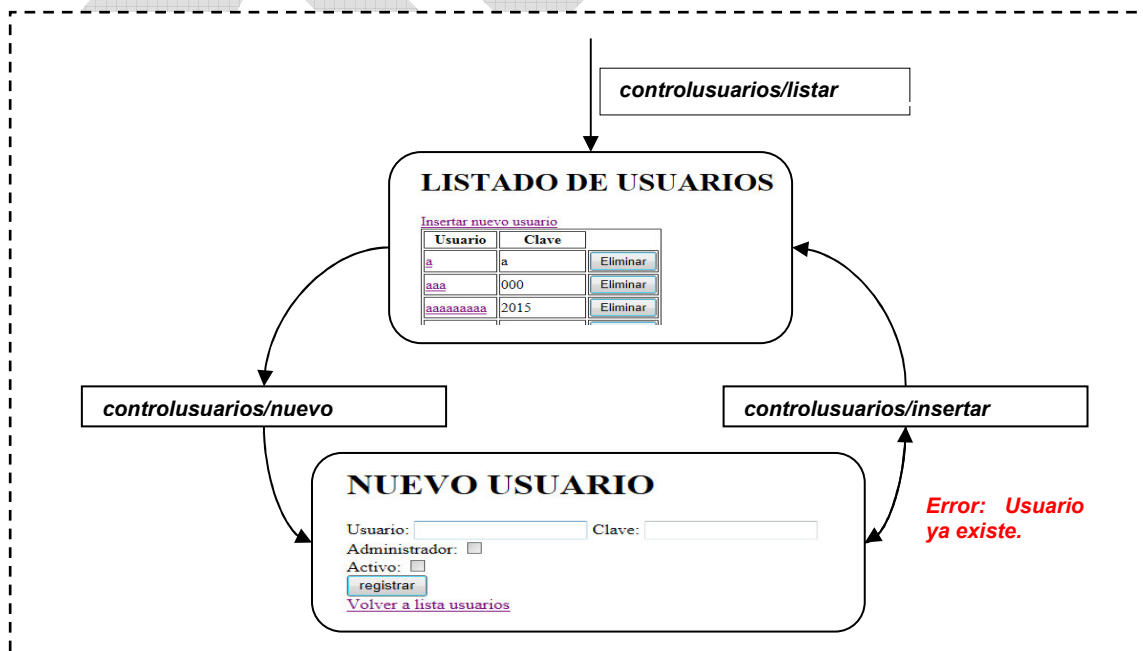 controlusuarios/listar
LISTADO DE USUARIOS
Insertar nuevo usuario
Usuario Clave
a a Eliminar
aaa 000 Eliminar
aaaaaaaaa 2015 Eliminar
controlusuarios/nuevo
controlusuarios/insertar
NUEVO USUARIO
Usuario: Clave:
Administrador:
Activo:
registrar
Volver a lista usuarios
Error: Usuario
ya existe.